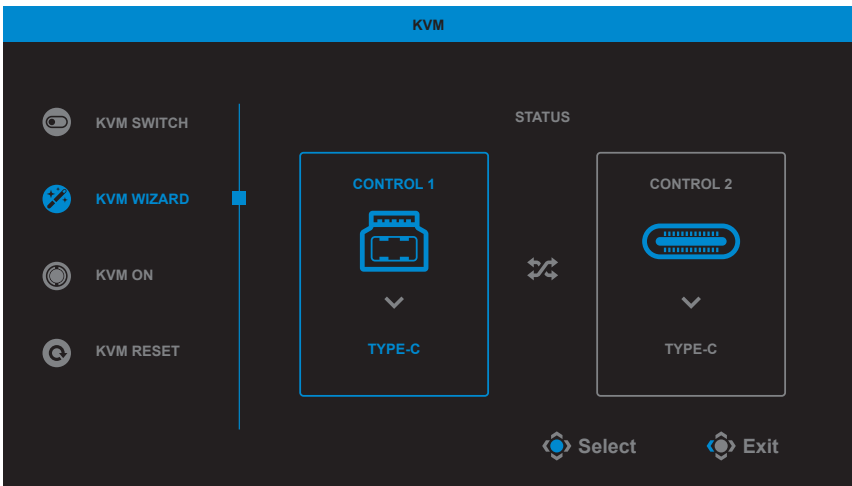 KVM
KVM SWITCH
KVM WIZARD
KVM ON
KVM RESET
STATUS
CONTROL 1
TYPE-C
CONTROL 2
TYPE-C
Select
Exit